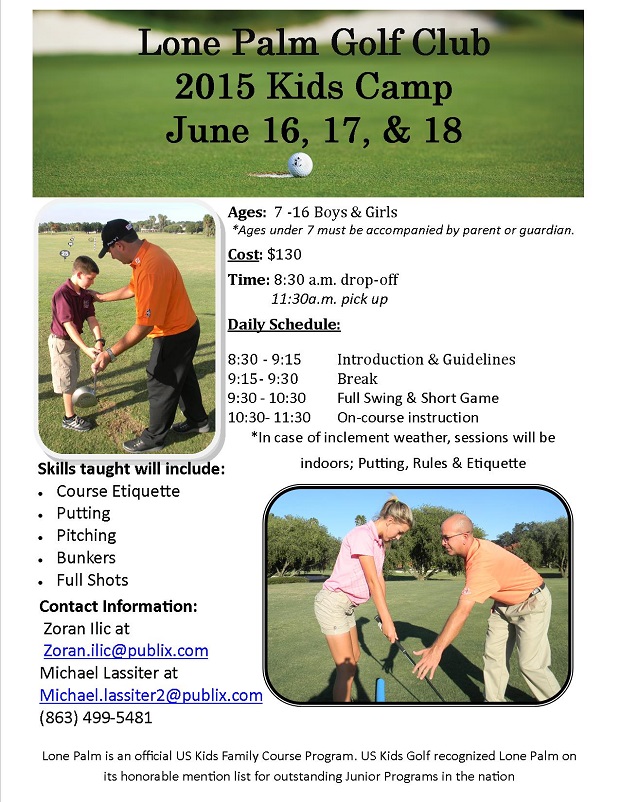 Lone Palm Golf Club
2015 Kids Camp
June 16, 17, & 18
Ages: 7 -16 Boys & Girls
*Ages under 7 must be accompanied by parent or guardian.
Cost: $130
Time: 8:30 a.m. drop-off
11:30a.m. pick up
Daily Schedule:
8:30 - 9:15 Introduction & Guidelines
9:15- 9:30 Break
9:30 - 10:30 Full Swing & Short Game
10:30- 11:30 On-course instruction
*In case of inclement weather, sessions will be
indoors; Putting, Rules & Etiquette
Skills taught will include:
• Course Etiquette
• Putting
• Pitching
• Bunkers
• Full Shots
Contact Information:
Zoran Ilic at
Zoran.ilic@publix.com
Michael Lassiter at
Michael.lassiter2@publix.com
(863) 499-5481
Lone Palm is an official US Kids Family Course Program. US Kids Golf recognized Lone Palm on
its honorable mention list for outstanding Junior Programs in the nation